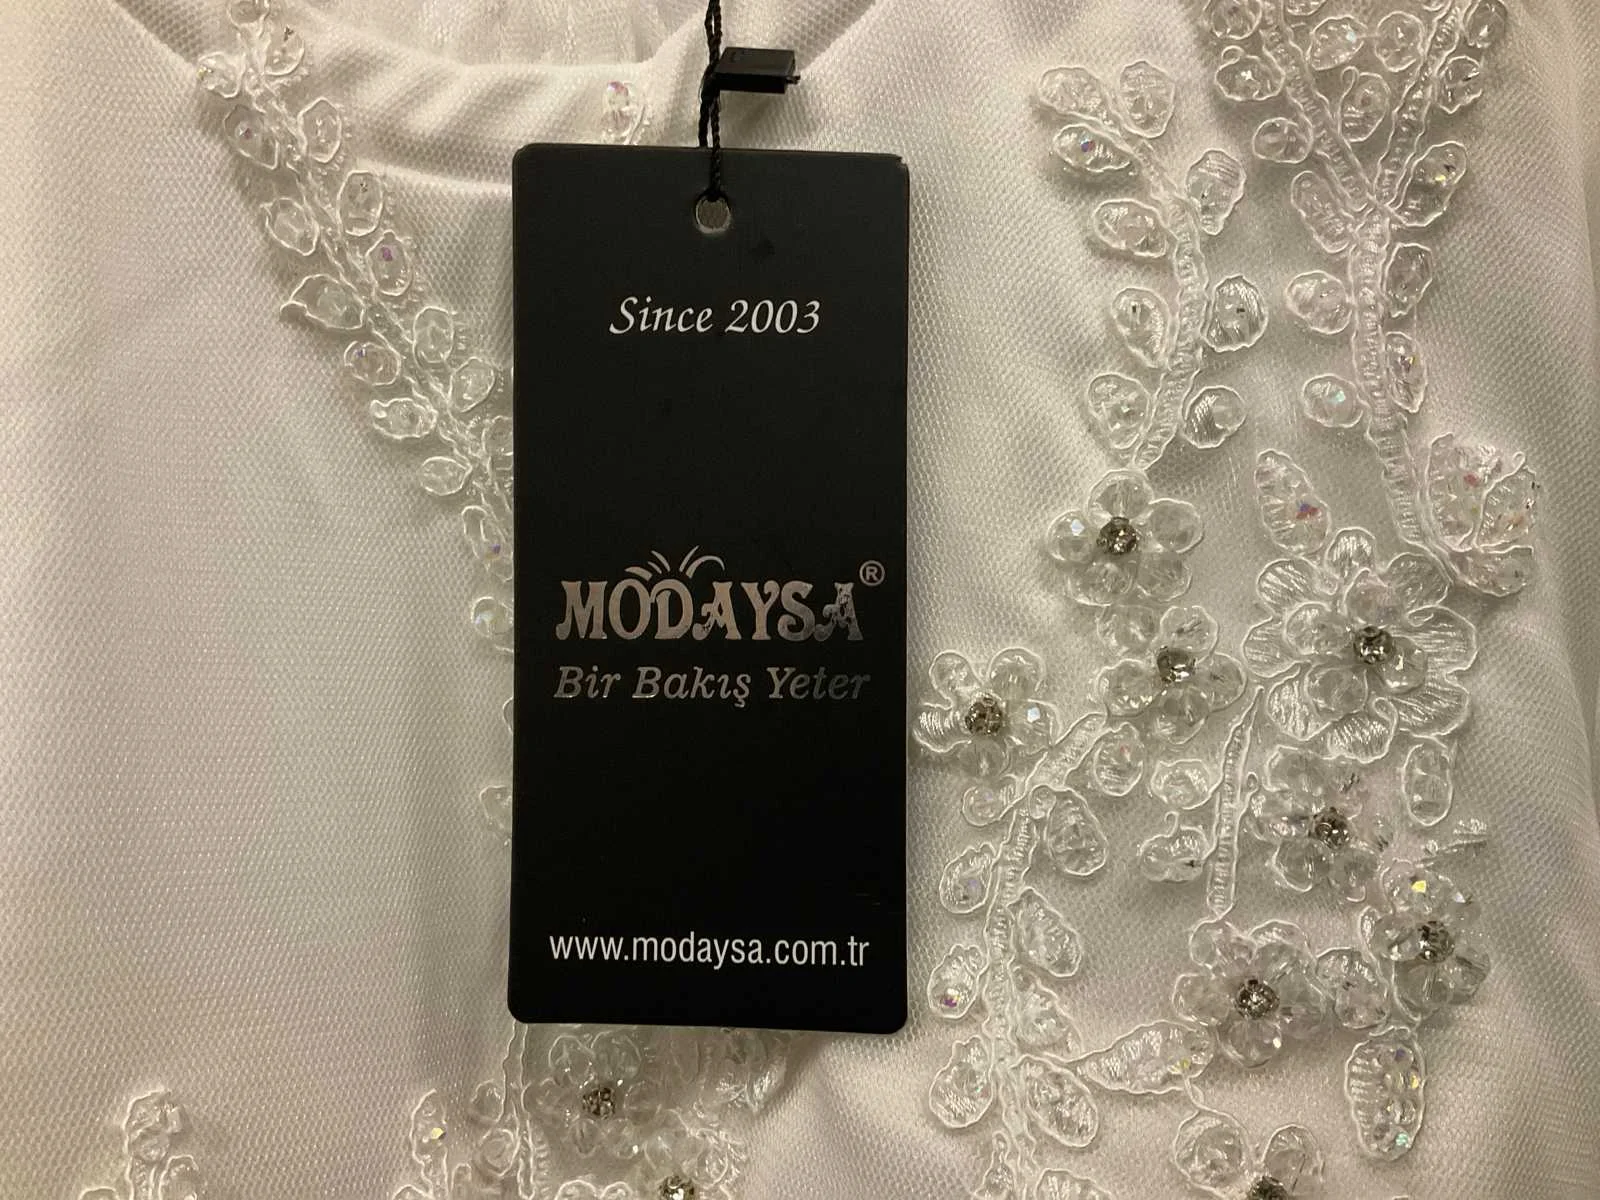 Since 2003
MODAYSA®
Bir Bakış Yeter
www.modaysa.com.tr